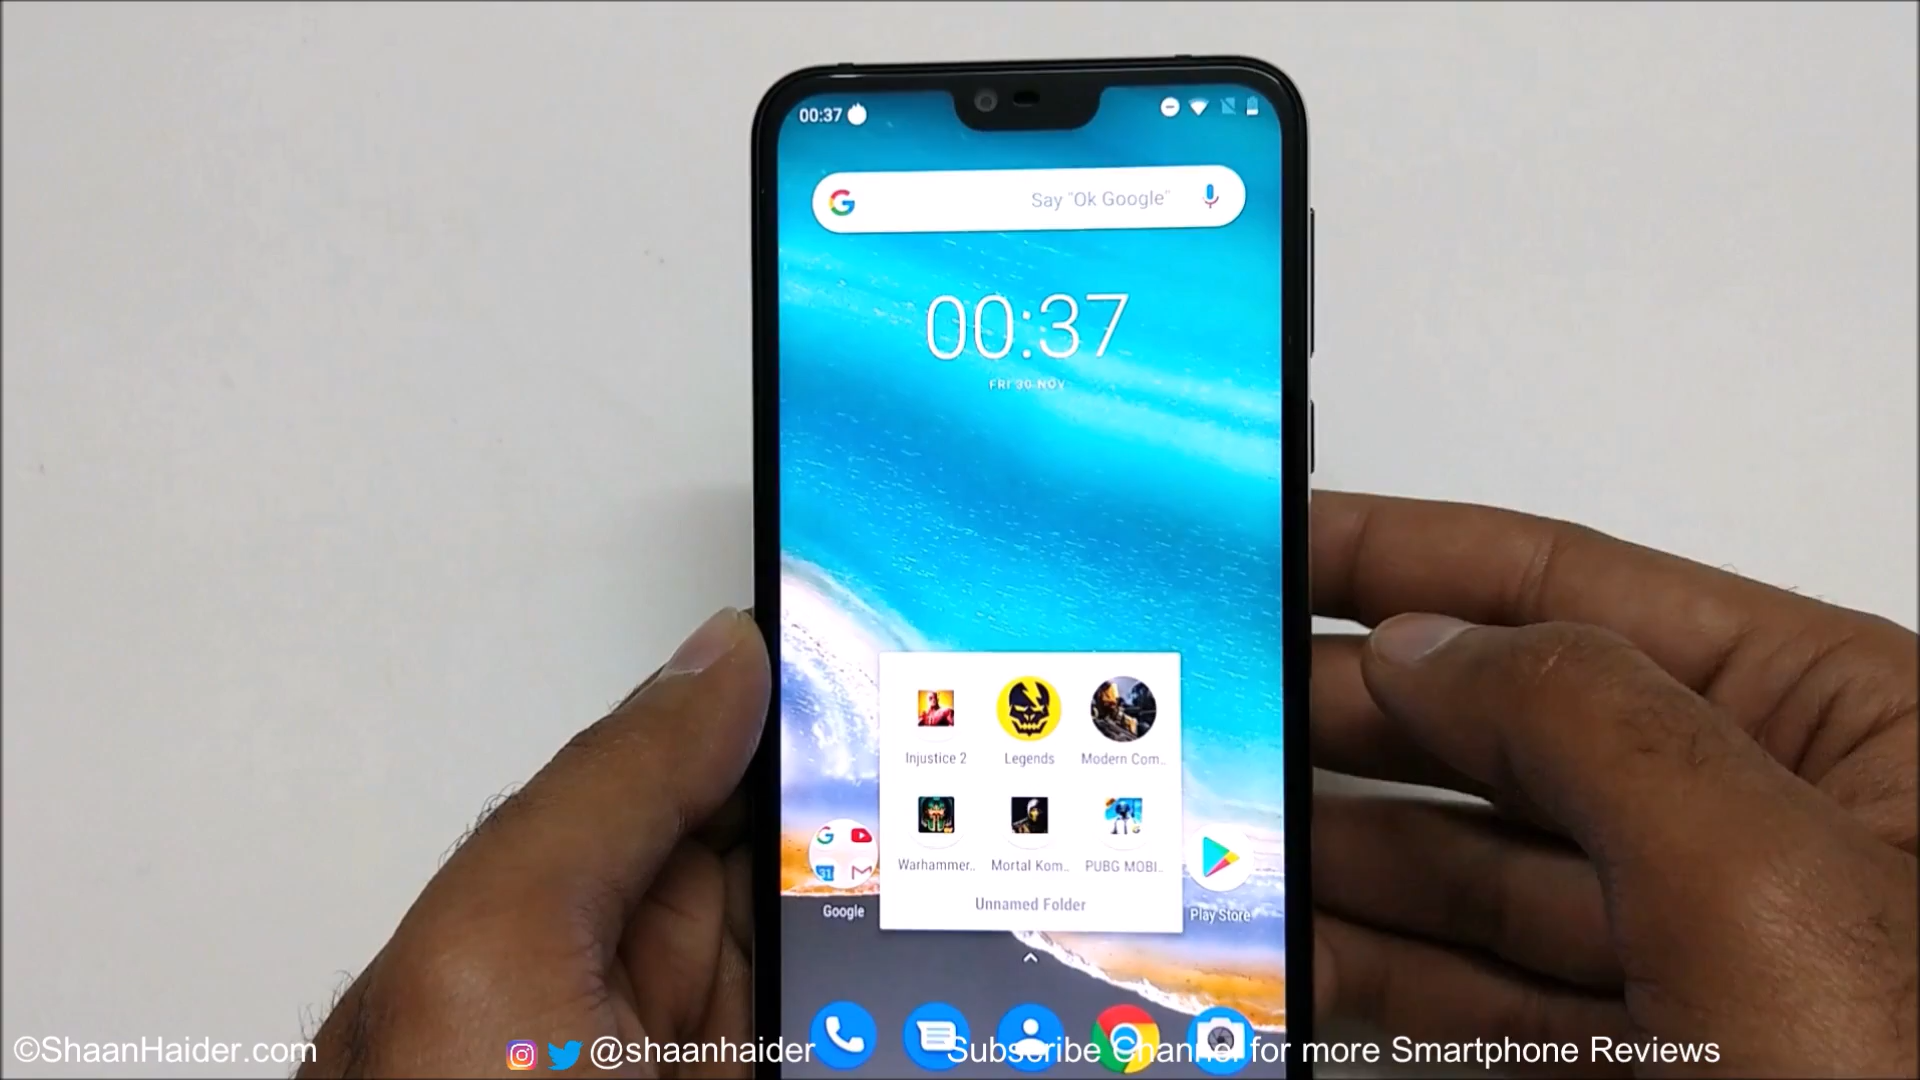 00:37
Say "Ok Google"
00:37
FRI 30 NOV
Injustice 2
Legends
Modern Com..
Warhammer..
Mortal Kom..
PUBG MOBI..
Unnamed Folder
31
Google
Play Store
©ShaanHaider.com
@shaanhaider
Subscribe Channel for more Smartphone Reviews